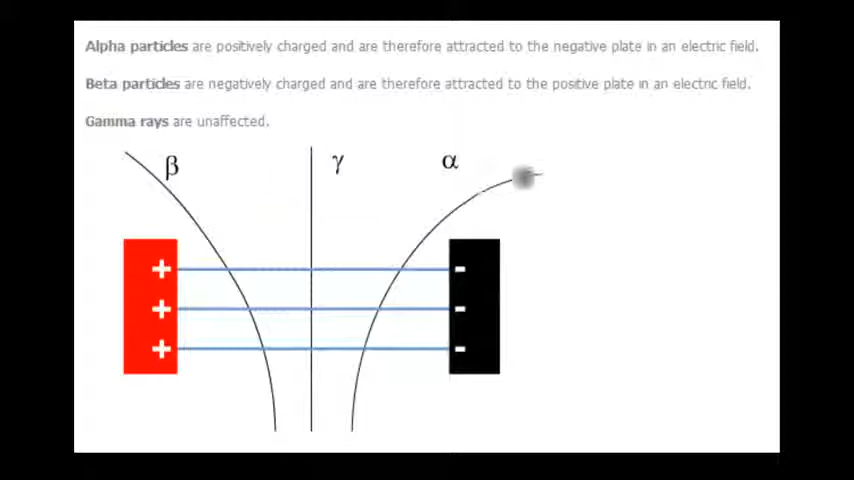 Alpha particles are positively charged and are therefore attracted to the negative plate in an electric field.
Beta particles are negatively charged and are therefore attracted to the positive plate in an electric field.
Gamma rays are unaffected.
β γ α
+ -
+ -
+ -